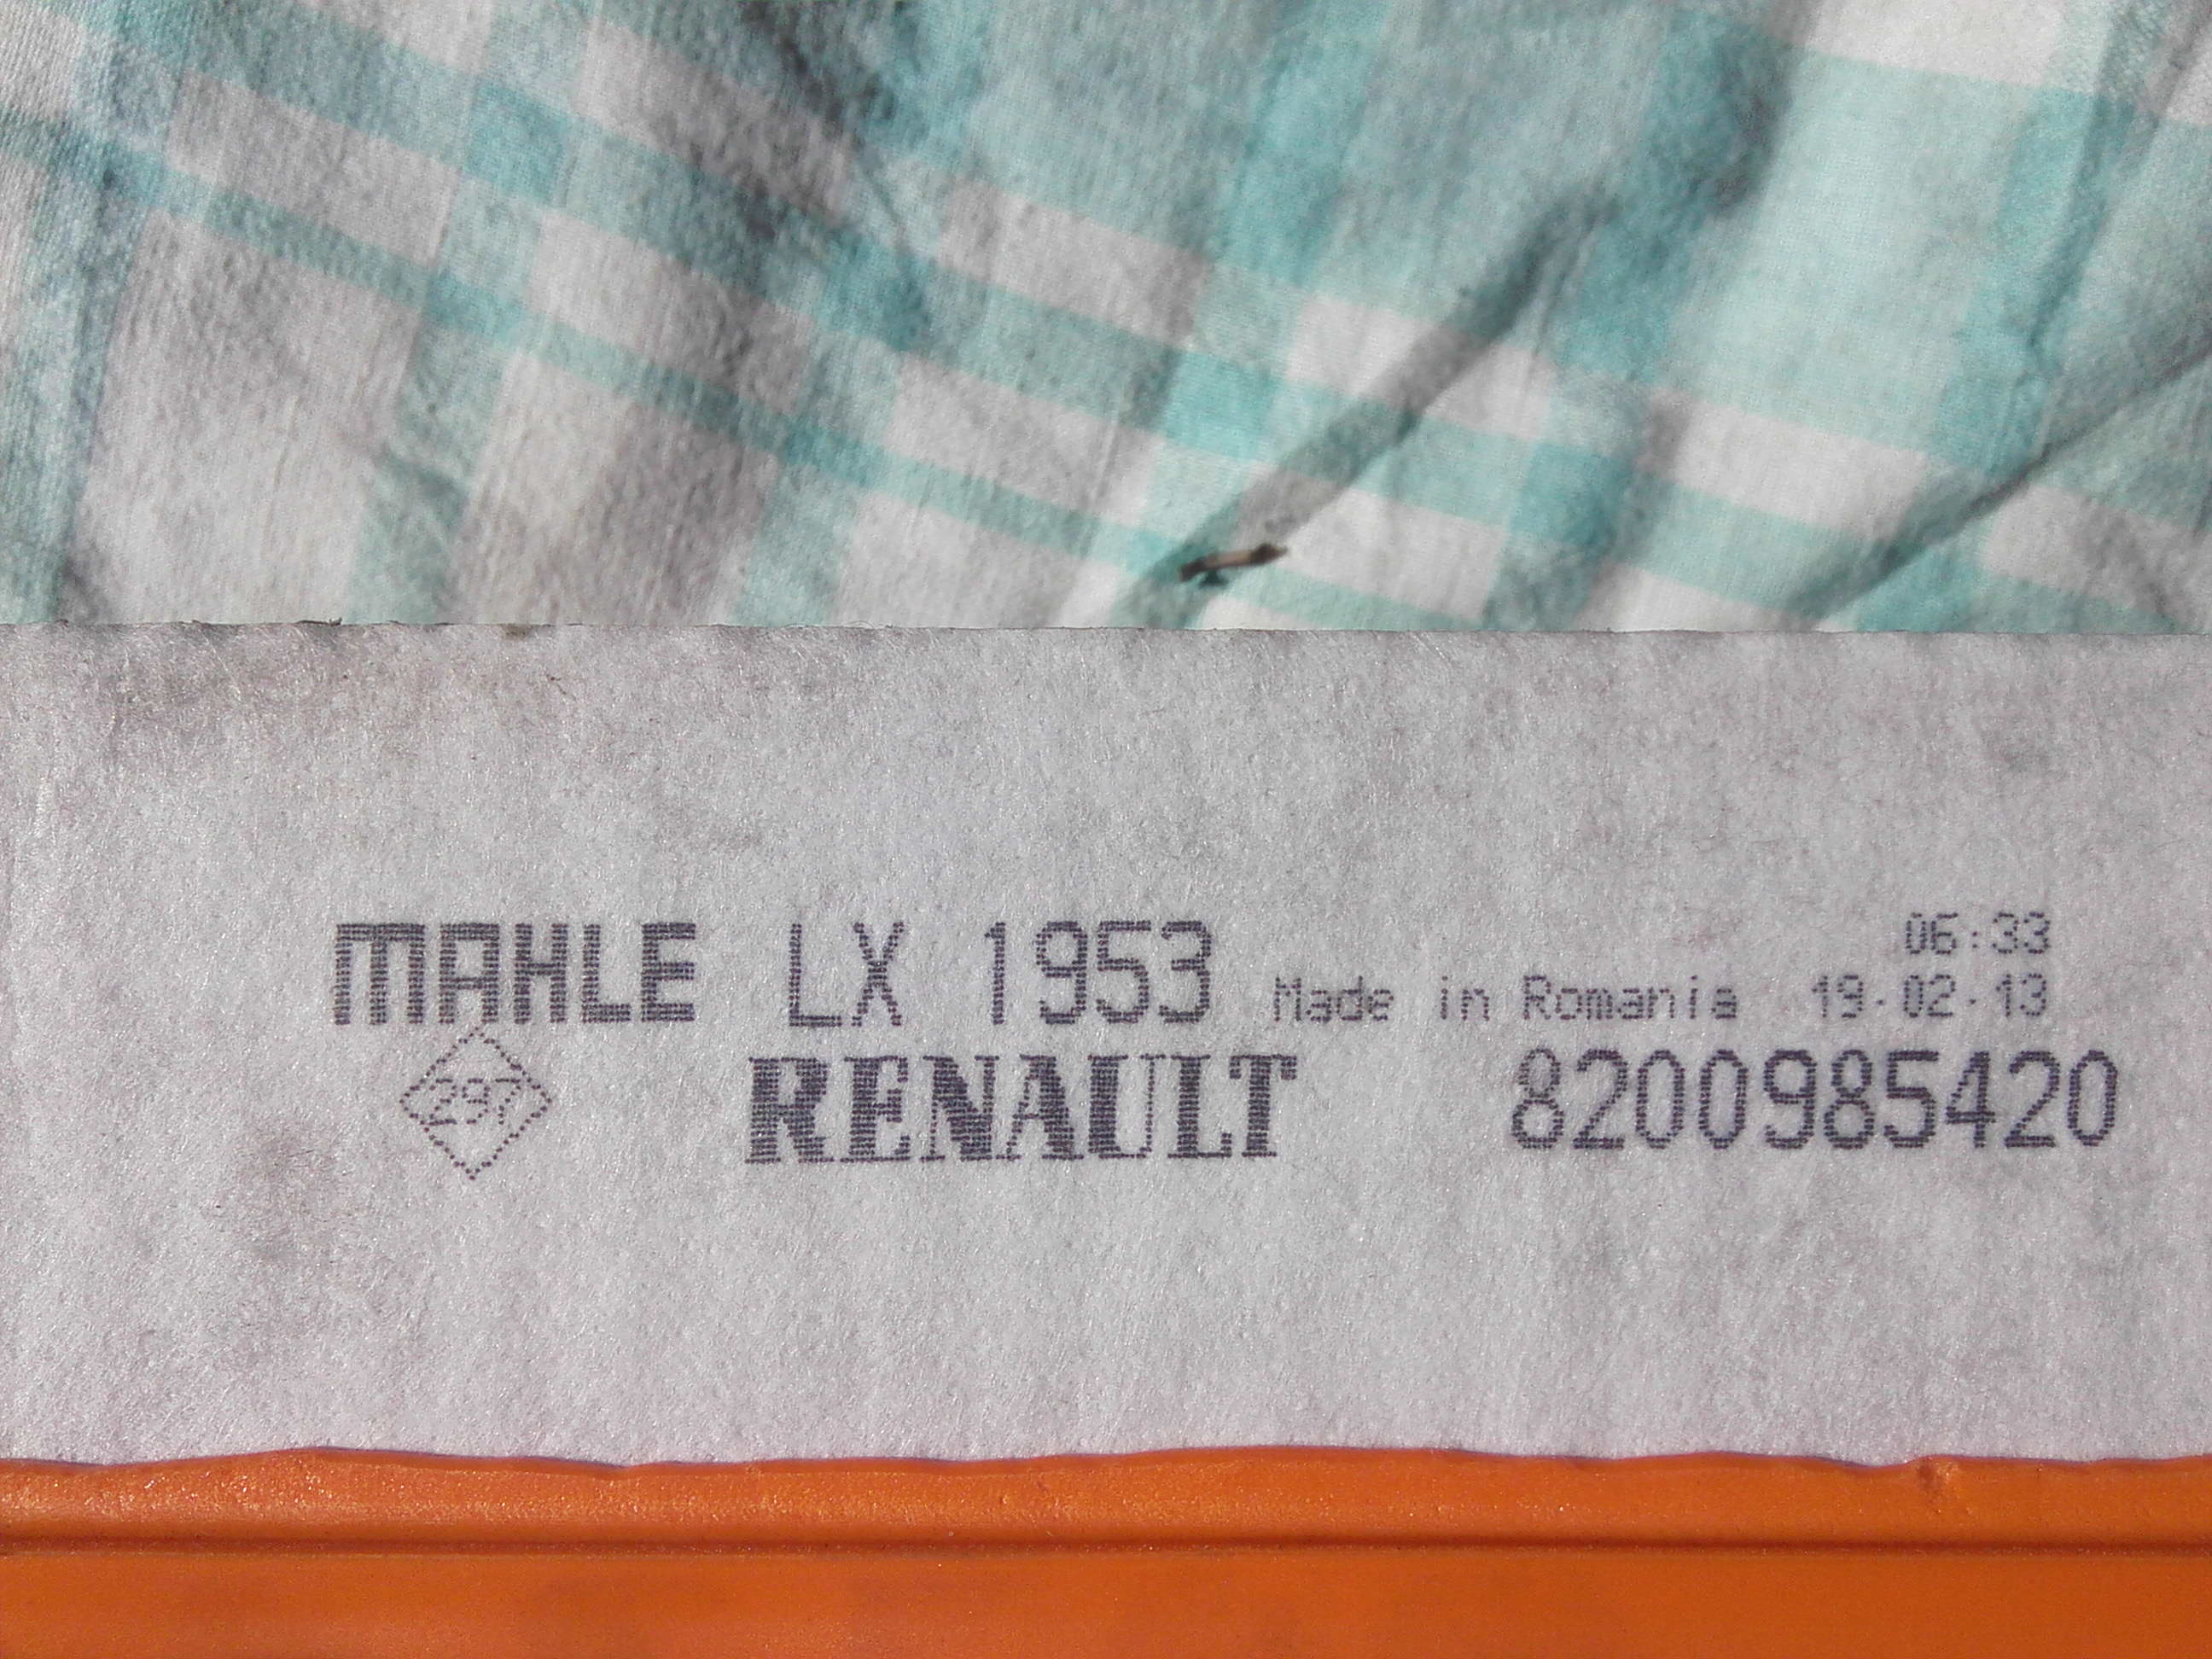 06:33
MAHLE LX 1953 Made in Romania 19.02.13
297 RENAULT 8200985420